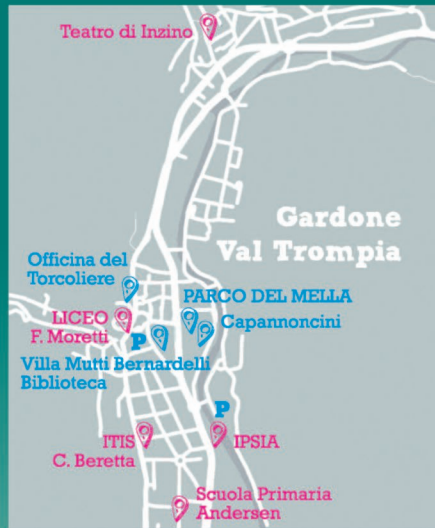 Teatro di Inzino
Gardone
Val Trompia
Officina del
Torcoliere
PARCO DEL MELLA
LICEO
F. Moretti
Capannoncini
P
Villa Mutti Bernardelli
Biblioteca
P
ITIS
C. Beretta
IPSIA
Scuola Primaria
Andersen